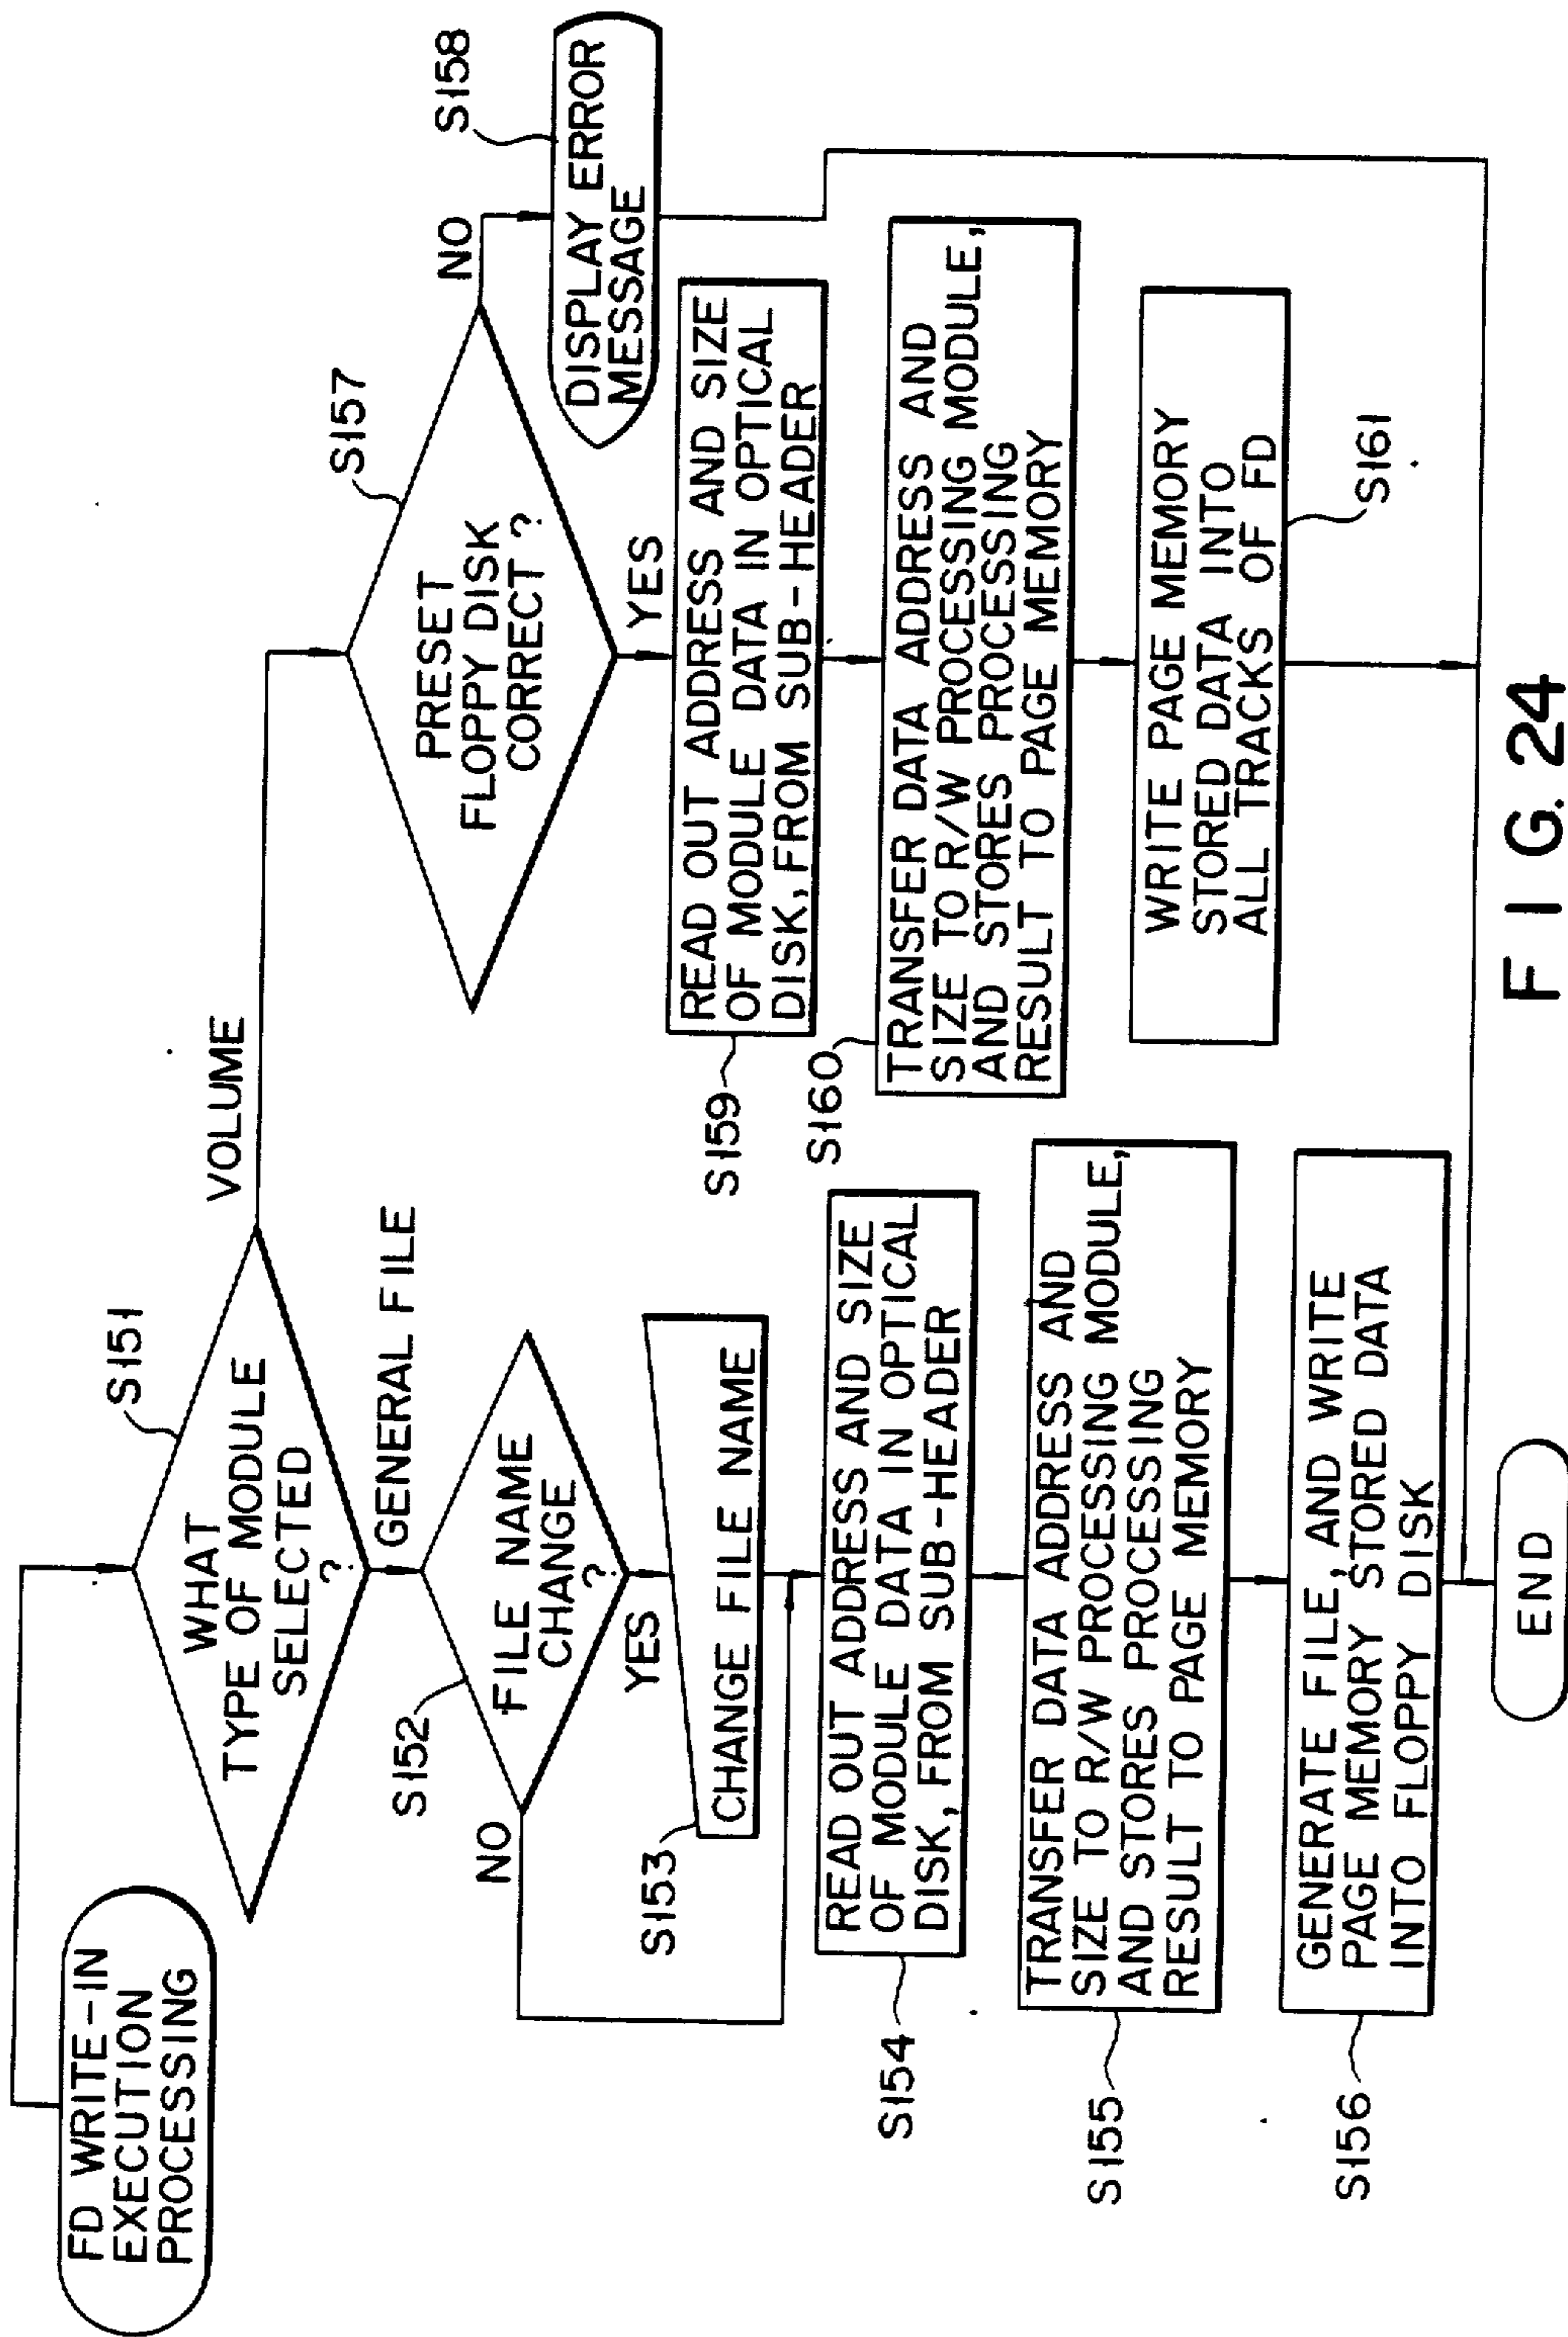 FD WRITE-IN
EXECUTION
PROCESSING
S151
WHAT
TYPE OF MODULE
SELECTED
?
VOLUME
GENERAL FILE
S152
FILE NAME
CHANGE
?
NO
YES
S153
CHANGE FILE NAME
S154
READ OUT ADDRESS AND SIZE
OF MODULE DATA IN OPTICAL
DISK, FROM SUB-HEADER
S155
TRANSFER DATA ADDRESS AND
SIZE TO R/W PROCESSING MODULE,
AND STORES PROCESSING
RESULT TO PAGE MEMORY
S156
GENERATE FILE, AND WRITE
PAGE MEMORY STORED DATA
INTO FLOPPY DISK
END
S157
PRESET
FLOPPY DISK
CORRECT ?
NO
YES
S158
DISPLAY ERROR
MESSAGE
S159
READ OUT ADDRESS AND SIZE
OF MODULE DATA IN OPTICAL
DISK, FROM SUB-HEADER
S160
TRANSFER DATA ADDRESS AND
SIZE TO R/W PROCESSING MODULE,
AND STORES PROCESSING
RESULT TO PAGE MEMORY
WRITE PAGE MEMORY
STORED DATA INTO
ALL TRACKS OF FD
S161
FIG. 24